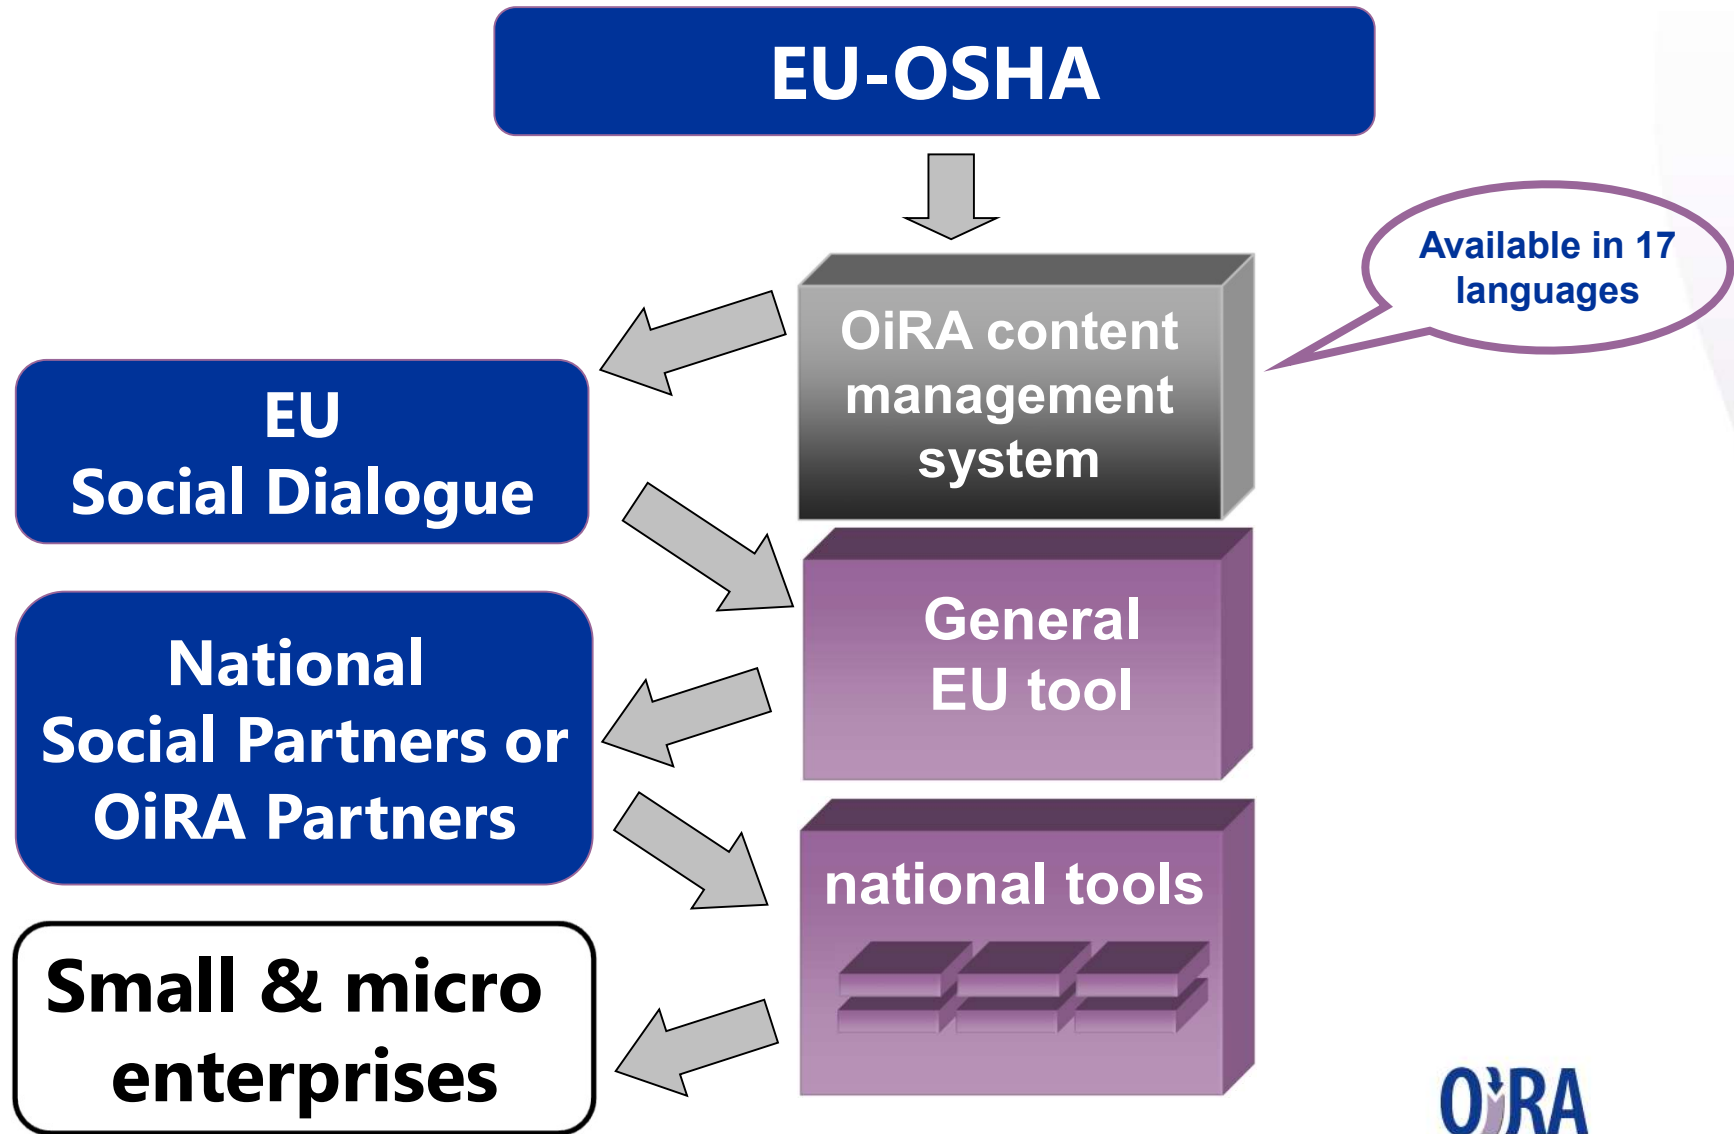 EU-OSHA
Available in 17
languages
OiRA content
management
system
EU
Social Dialogue
General
EU tool
National
Social Partners or
OiRA Partners
national tools
Small & micro
enterprises
OiRA